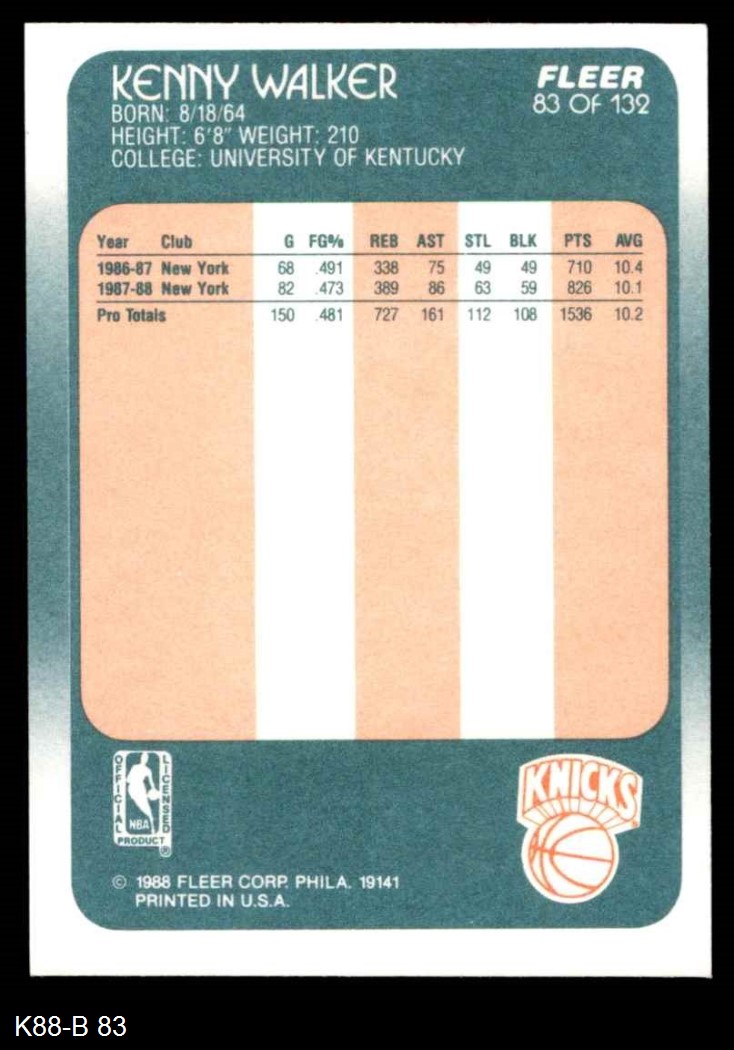 KENNY WALKER
FLEER
83 OF 132
BORN: 8/18/64
HEIGHT: 6'8" WEIGHT: 210
COLLEGE: UNIVERSITY OF KENTUCKY
Year Club G FG% REB AST STL BLK PTS AVG
1986-87 New York 68 .491 338 75 49 49 710 10.4
1987-88 New York 82 .473 389 86 63 59 826 10.1
Pro Totals 150 .481 727 161 112 108 1536 10.2
OFFICIAL LICENSED
NBA
PRODUCT
®
KNICKS
© 1988 FLEER CORP. PHILA. 19141
PRINTED IN U.S.A.
K88-B 83